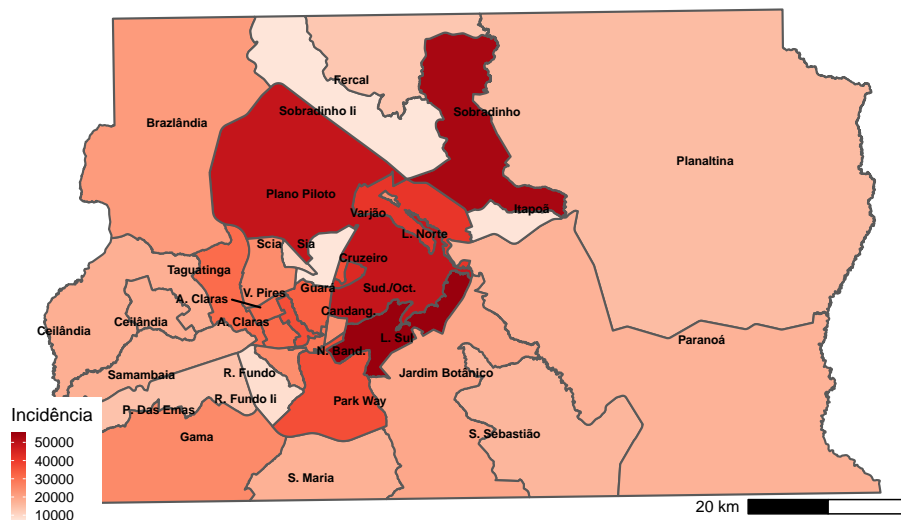 Fercal
Sobradinho Ii
Sobradinho
Brazlândia
Planaltina
Plano Piloto
Varjão
Itapoã
L. Norte
Scia
Sia
Cruzeiro
Taguatinga
V. Pires
Guará
Sud./Oct.
A. Claras
Candang.
Ceilândia
Ceilândia
A. Claras
L. Sul
Paranoá
N. Band.
Samambaia
R. Fundo
Jardim Botânico
R. Fundo Ii
Park Way
P. Das Emas
Gama
S. Sebastião
S. Maria
Incidência
50000
40000
30000
20000
10000
20 km